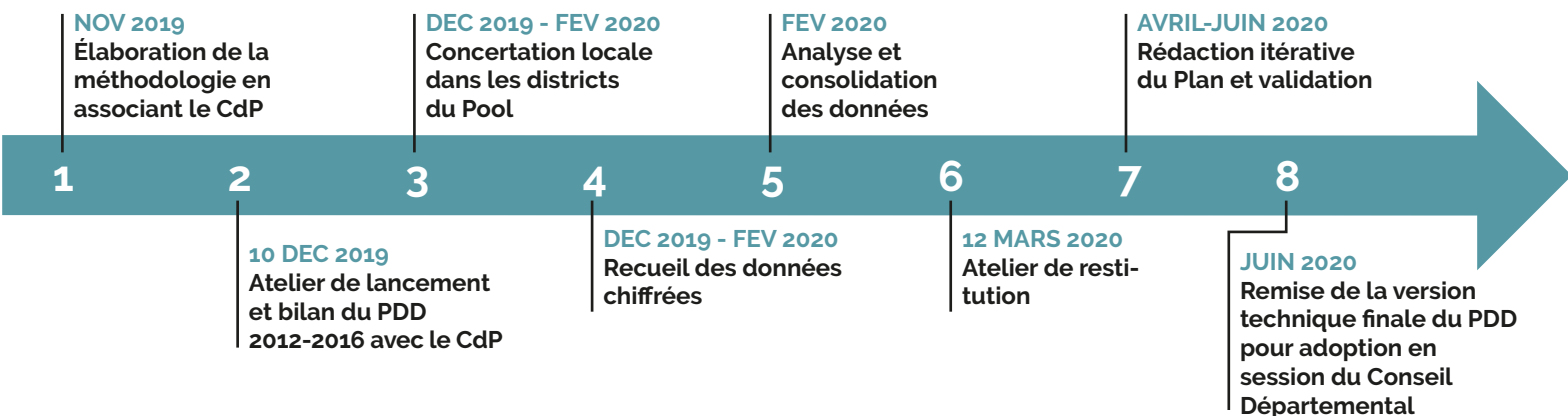 NOV 2019
Élaboration de la
méthodologie en
associant le CdP
DEC 2019 - FEV 2020
Concertation locale
dans les districts
du Pool
FEV 2020
Analyse et
consolidation
des données
AVRIL-JUIN 2020
Rédaction itérative
du Plan et validation
1 2 3 4 5 6 7 8
10 DEC 2019
Atelier de lancement
et bilan du PDD
2012-2016 avec le CdP
DEC 2019 - FEV 2020
Recueil des données
chiffrées
12 MARS 2020
Atelier de resti-
tution
JUIN 2020
Remise de la version
technique finale du PDD
pour adoption en
session du Conseil
Départemental